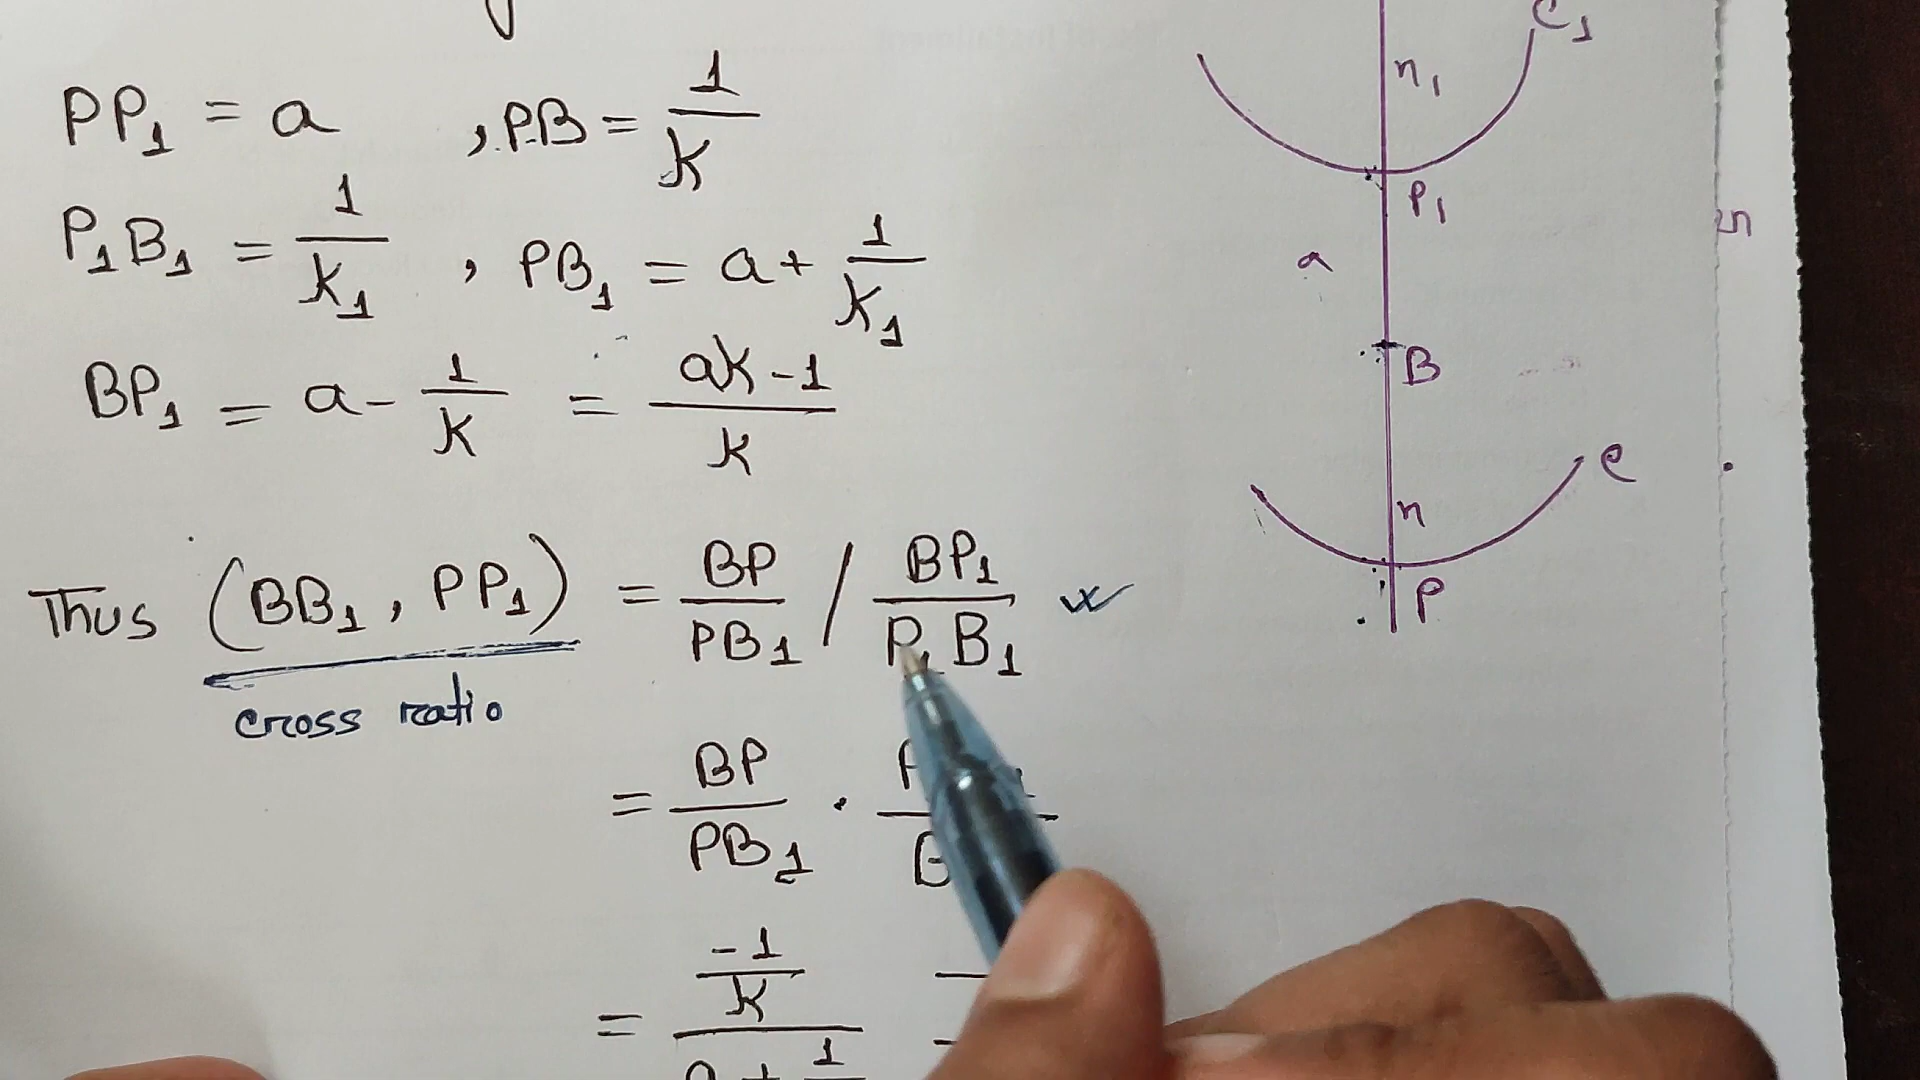 PP₁ = a , PB = 1/K
P₁B₁ = 1/K₁ , PB₁ = a + 1/K₁
BP₁ = a - 1/K = (aK - 1)/K
Thus (BB₁, PP₁) = BP/PB₁ / BP₁/P₁B₁
cross ratio
= BP/PB₁ ·
= (-1/K)/(a + 1
C₁
n₁
P₁
a
B
C
n
P